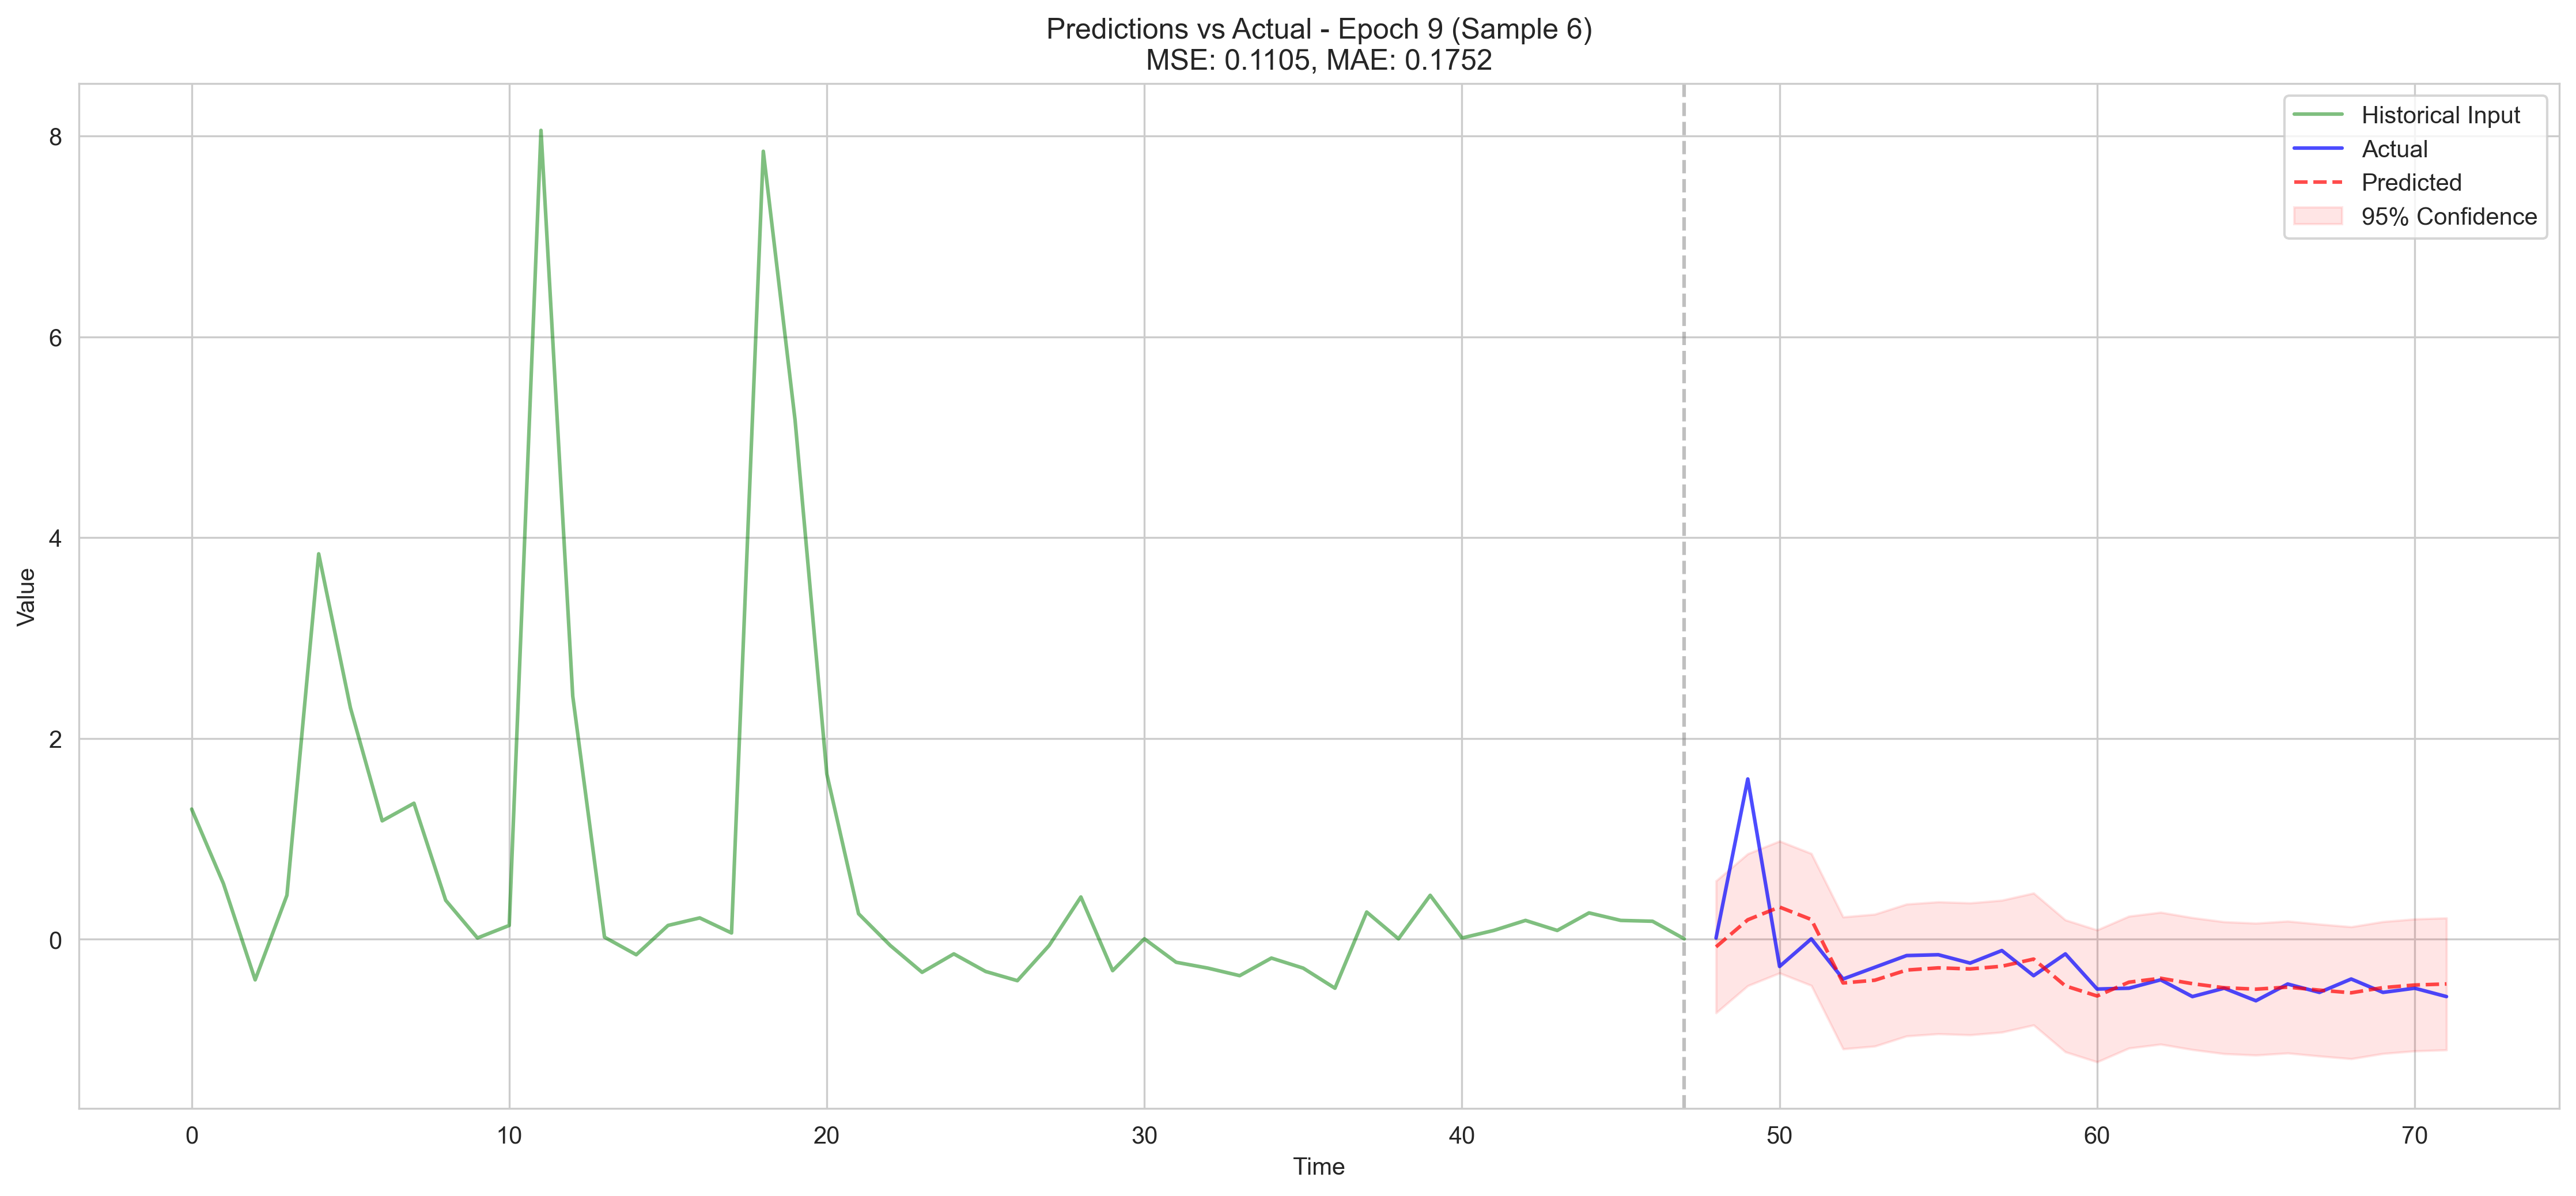 Predictions vs Actual - Epoch 9 (Sample 6)
MSE: 0.1105, MAE: 0.1752
Historical Input
Actual
Predicted
95% Confidence
Value
8
6
4
2
0
0 10 20 30 40 50 60 70
Time